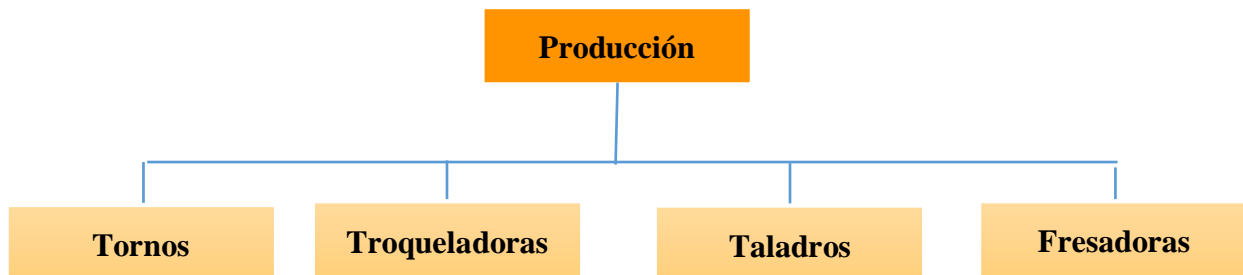 Producción
Tornos
Troqueladoras
Taladros
Fresadoras